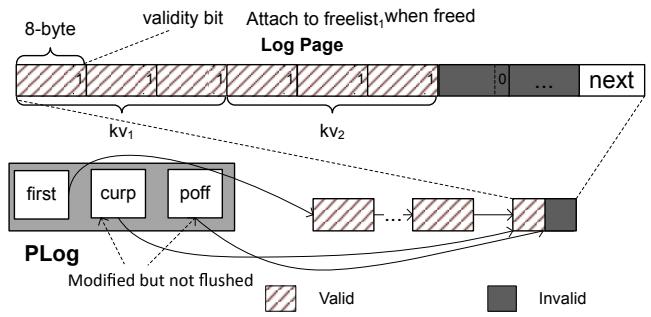 validity bit
Attach to freelist1 when freed
8-byte
Log Page
1 1 1 1 1 1 0 ... next
kv1 kv2
first curp poff
...
PLog
Modified but not flushed
Valid Invalid